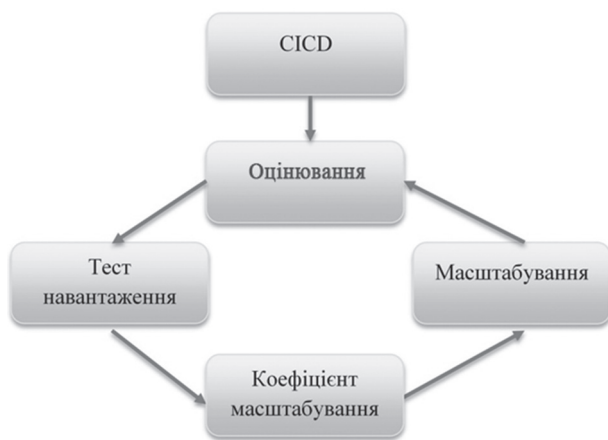 CICD
Оцінювання
Тест
навантаження
Масштабування
Коефіцієнт
масштабування